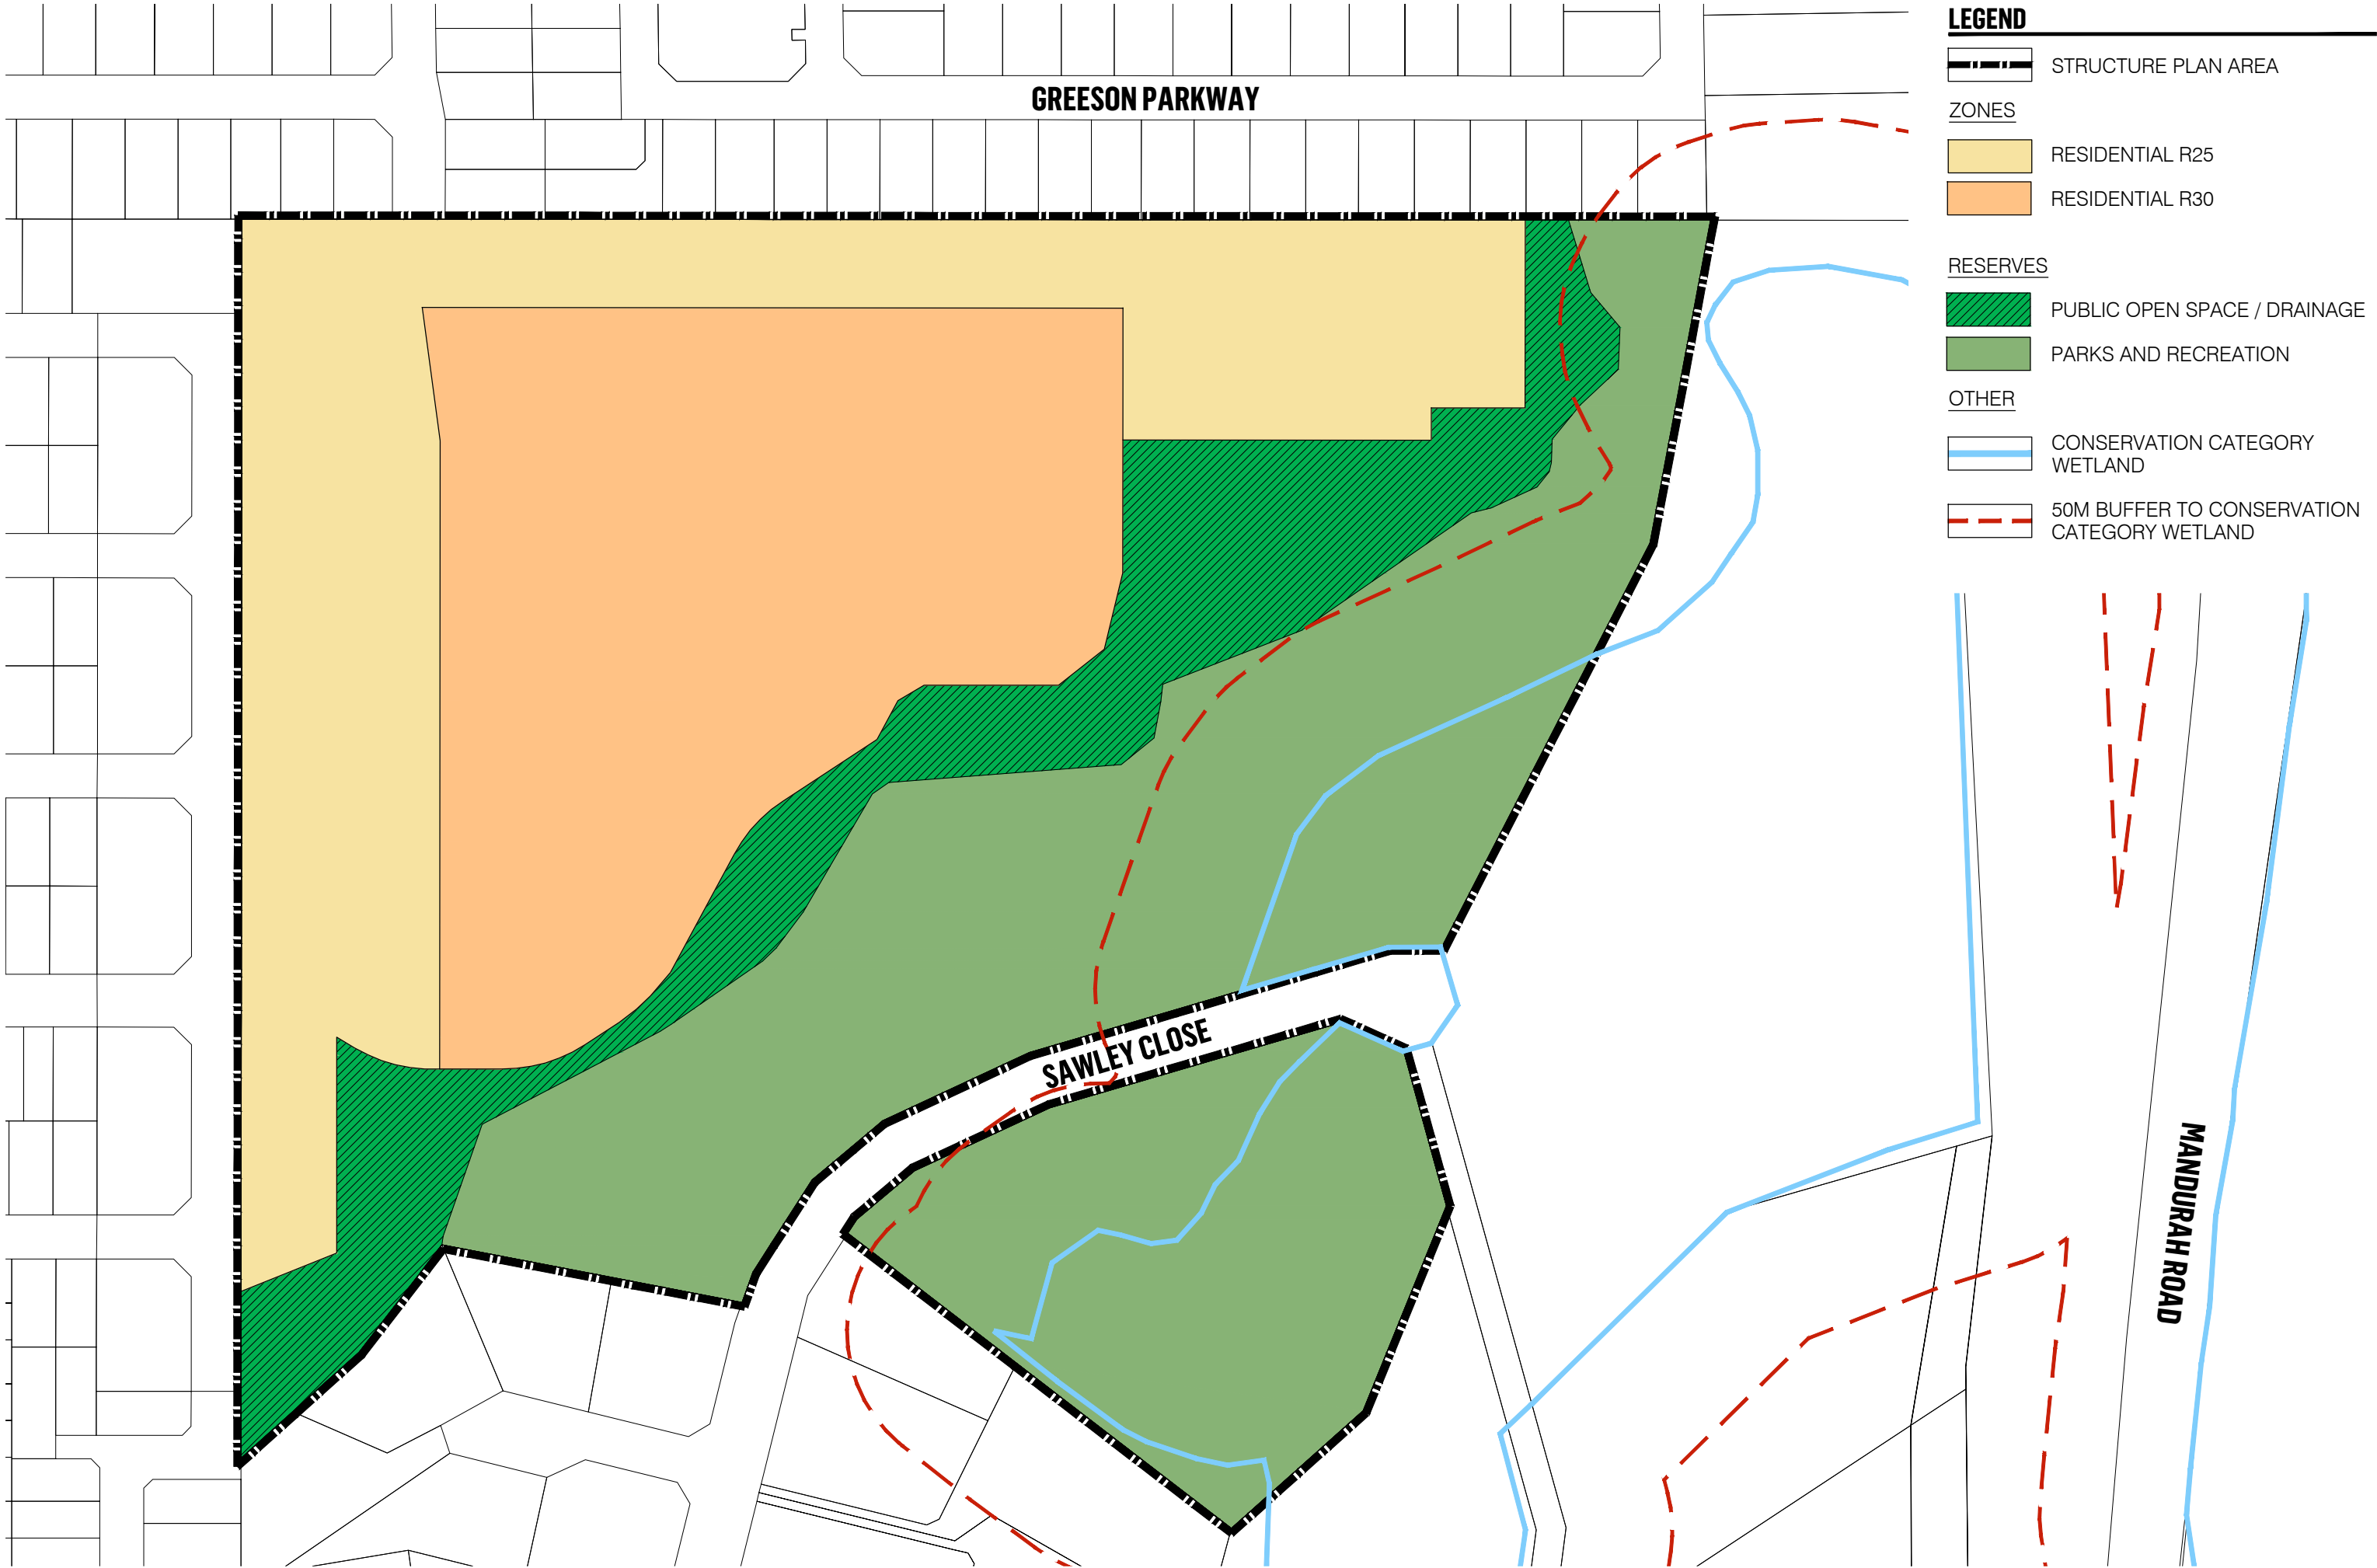 GREESON PARKWAY
SAWLEY CLOSE
MANDURAH ROAD
LEGEND
STRUCTURE PLAN AREA
ZONES
RESIDENTIAL R25
RESIDENTIAL R30
RESERVES
PUBLIC OPEN SPACE / DRAINAGE
PARKS AND RECREATION
OTHER
CONSERVATION CATEGORY
WETLAND
50M BUFFER TO CONSERVATION
CATEGORY WETLAND